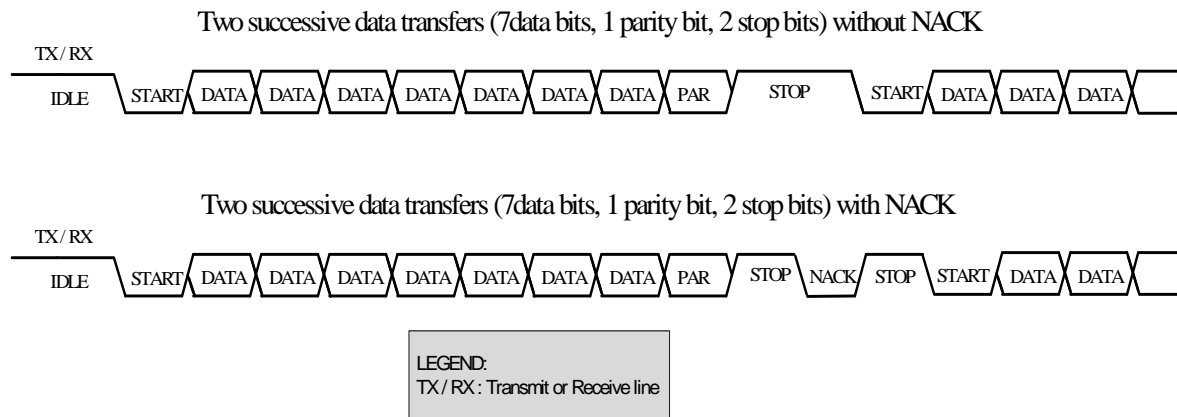 Two successive data transfers (7data bits, 1 parity bit, 2 stop bits) without NACK
TX / RX
IDLE START DATA DATA DATA DATA DATA DATA DATA PAR STOP START DATA DATA DATA
Two successive data transfers (7data bits, 1 parity bit, 2 stop bits) with NACK
TX / RX
IDLE START DATA DATA DATA DATA DATA DATA DATA PAR STOP NACK STOP START DATA DATA
LEGEND:
TX / RX : Transmit or Receive line